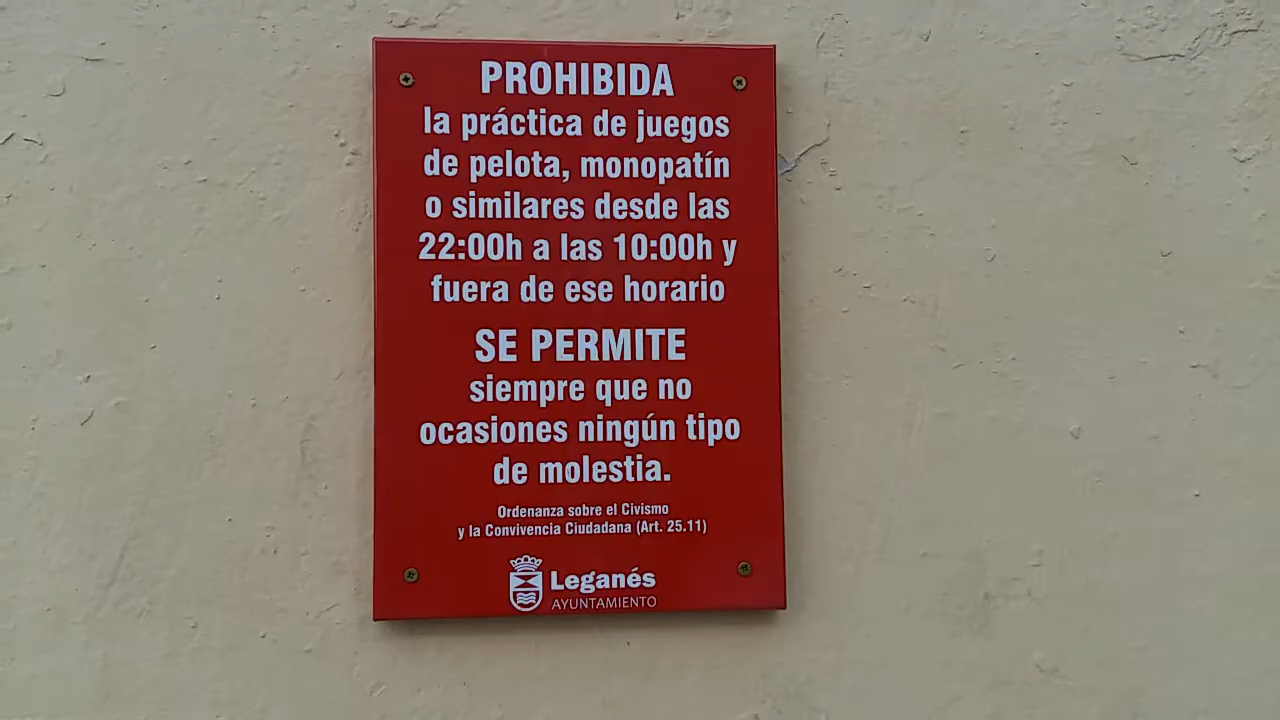 PROHIBIDA
la práctica de juegos
de pelota, monopatín
o similares desde las
22:00h a las 10:00h y
fuera de ese horario
SE PERMITE
siempre que no
ocasiones ningún tipo
de molestia.
Ordenanza sobre el Civismo
y la Convivencia Ciudadana (Art. 25.11)
Leganés
AYUNTAMIENTO